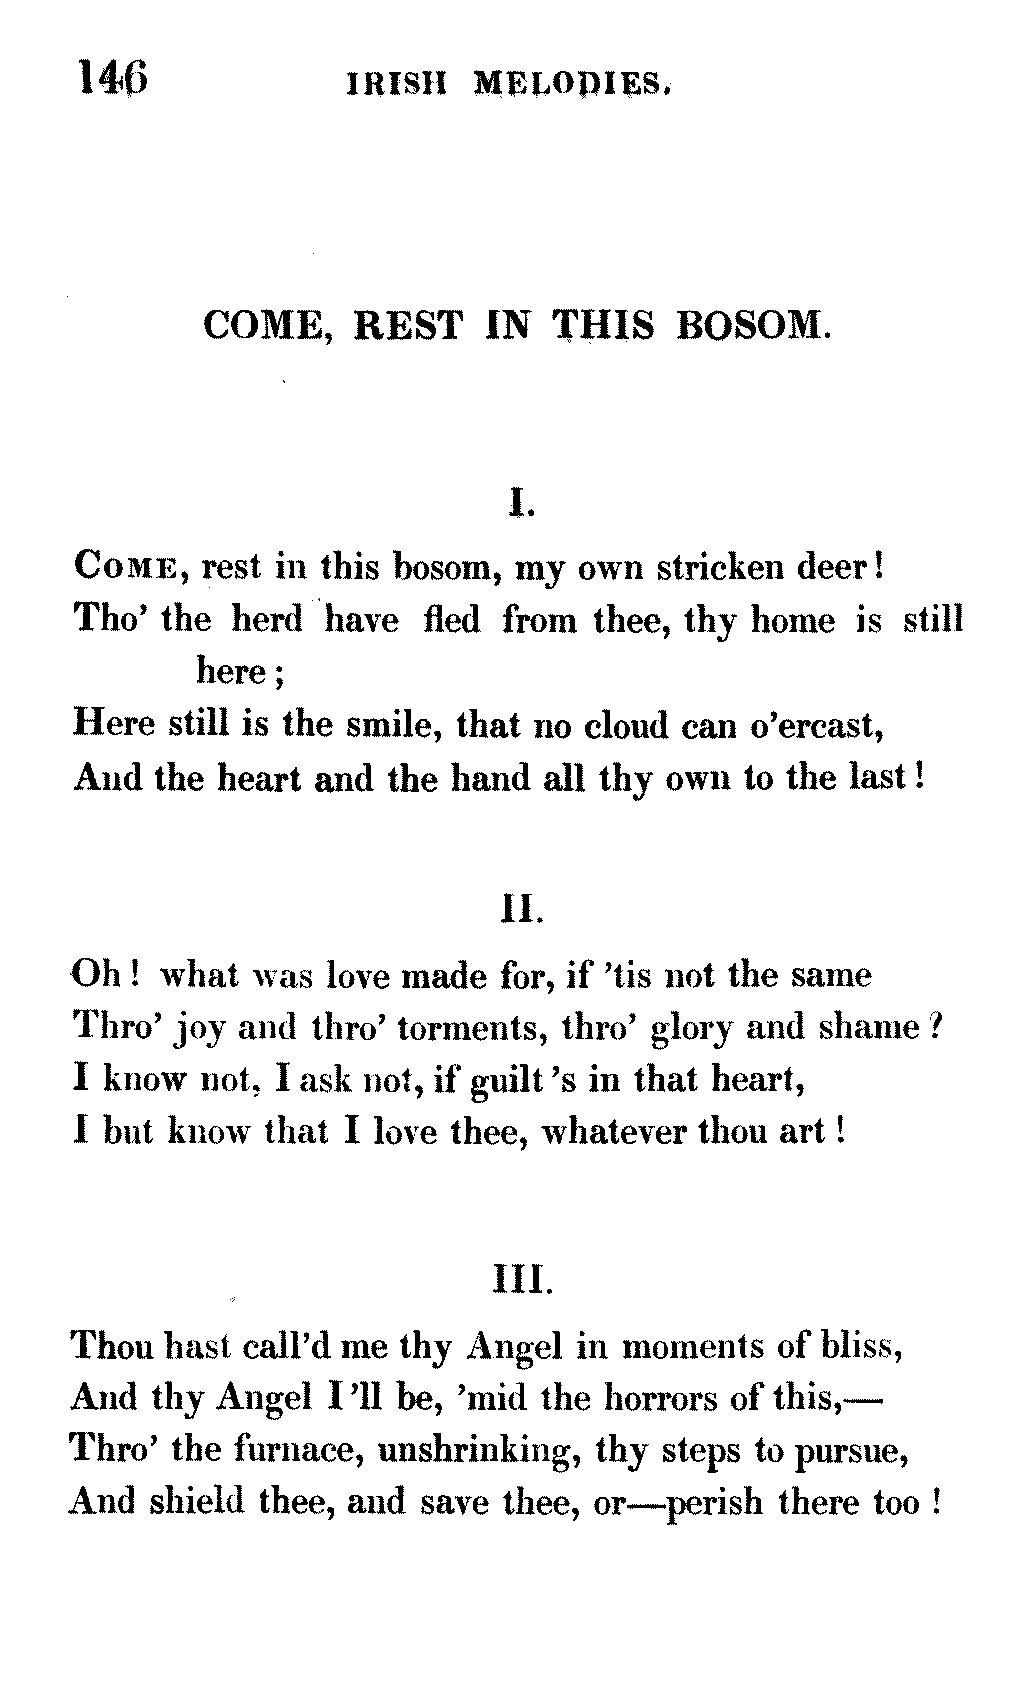 146 IRISH MELODIES.
COME, REST IN THIS BOSOM.
I.
COME, rest in this bosom, my own stricken deer!
Tho' the herd have fled from thee, thy home is still
here;
Here still is the smile, that no cloud can o'ercast,
And the heart and the hand all thy own to the last!
II.
Oh! what was love made for, if 'tis not the same
Thro' joy and thro' torments, thro' glory and shame?
I know not, I ask not, if guilt's in that heart,
I but know that I love thee, whatever thou art!
III.
Thou hast call'd me thy Angel in moments of bliss,
And thy Angel I'll be, 'mid the horrors of this,—
Thro' the furnace, unshrinking, thy steps to pursue,
And shield thee, and save thee, or—perish there too!